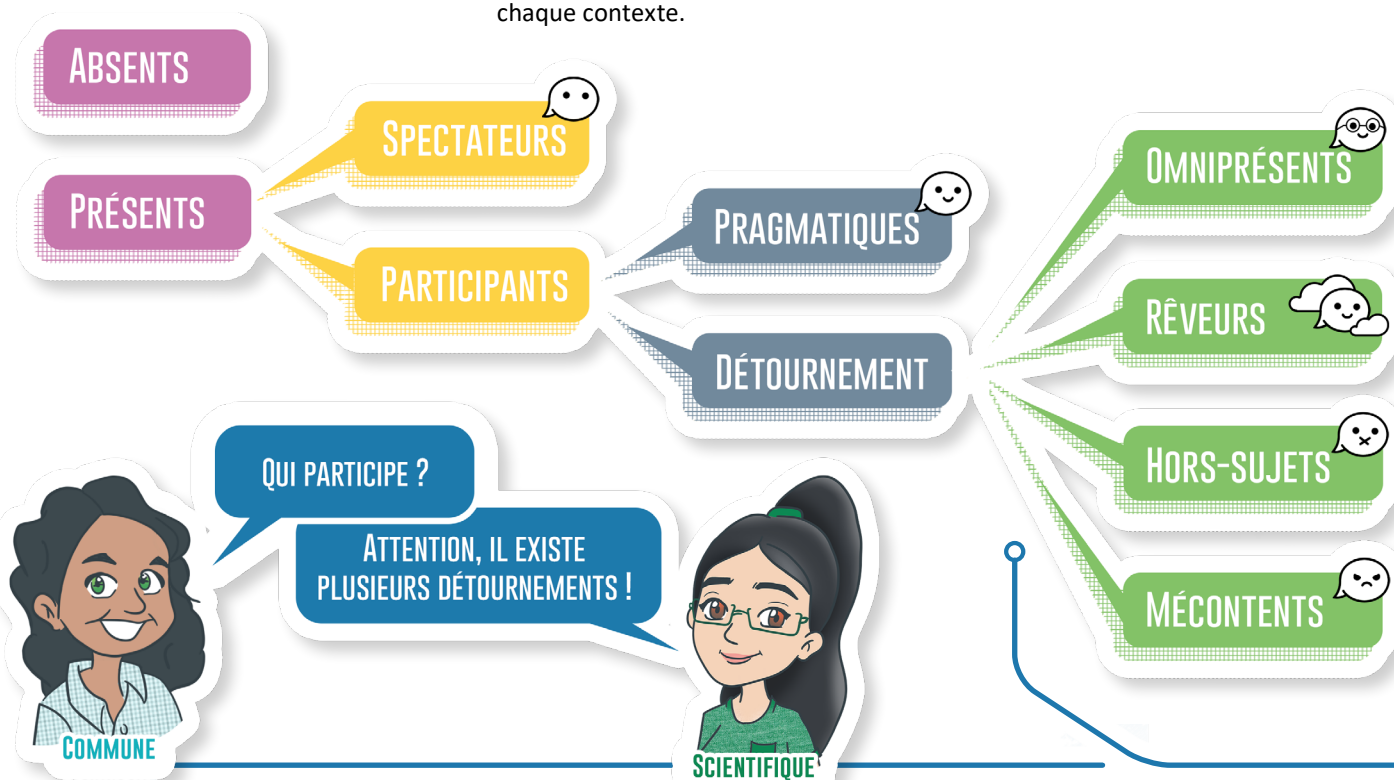 chaque contexte.
ABSENTS
PRÉSENTS
SPECTATEURS
PARTICIPANTS
PRAGMATIQUES
DÉTOURNEMENT
OMNIPRÉSENTS
RÊVEURS
HORS-SUJETS
MÉCONTENTS
QUI PARTICIPE ?
ATTENTION, IL EXISTE
PLUSIEURS DÉTOURNEMENTS !
COMMUNE
SCIENTIFIQUE